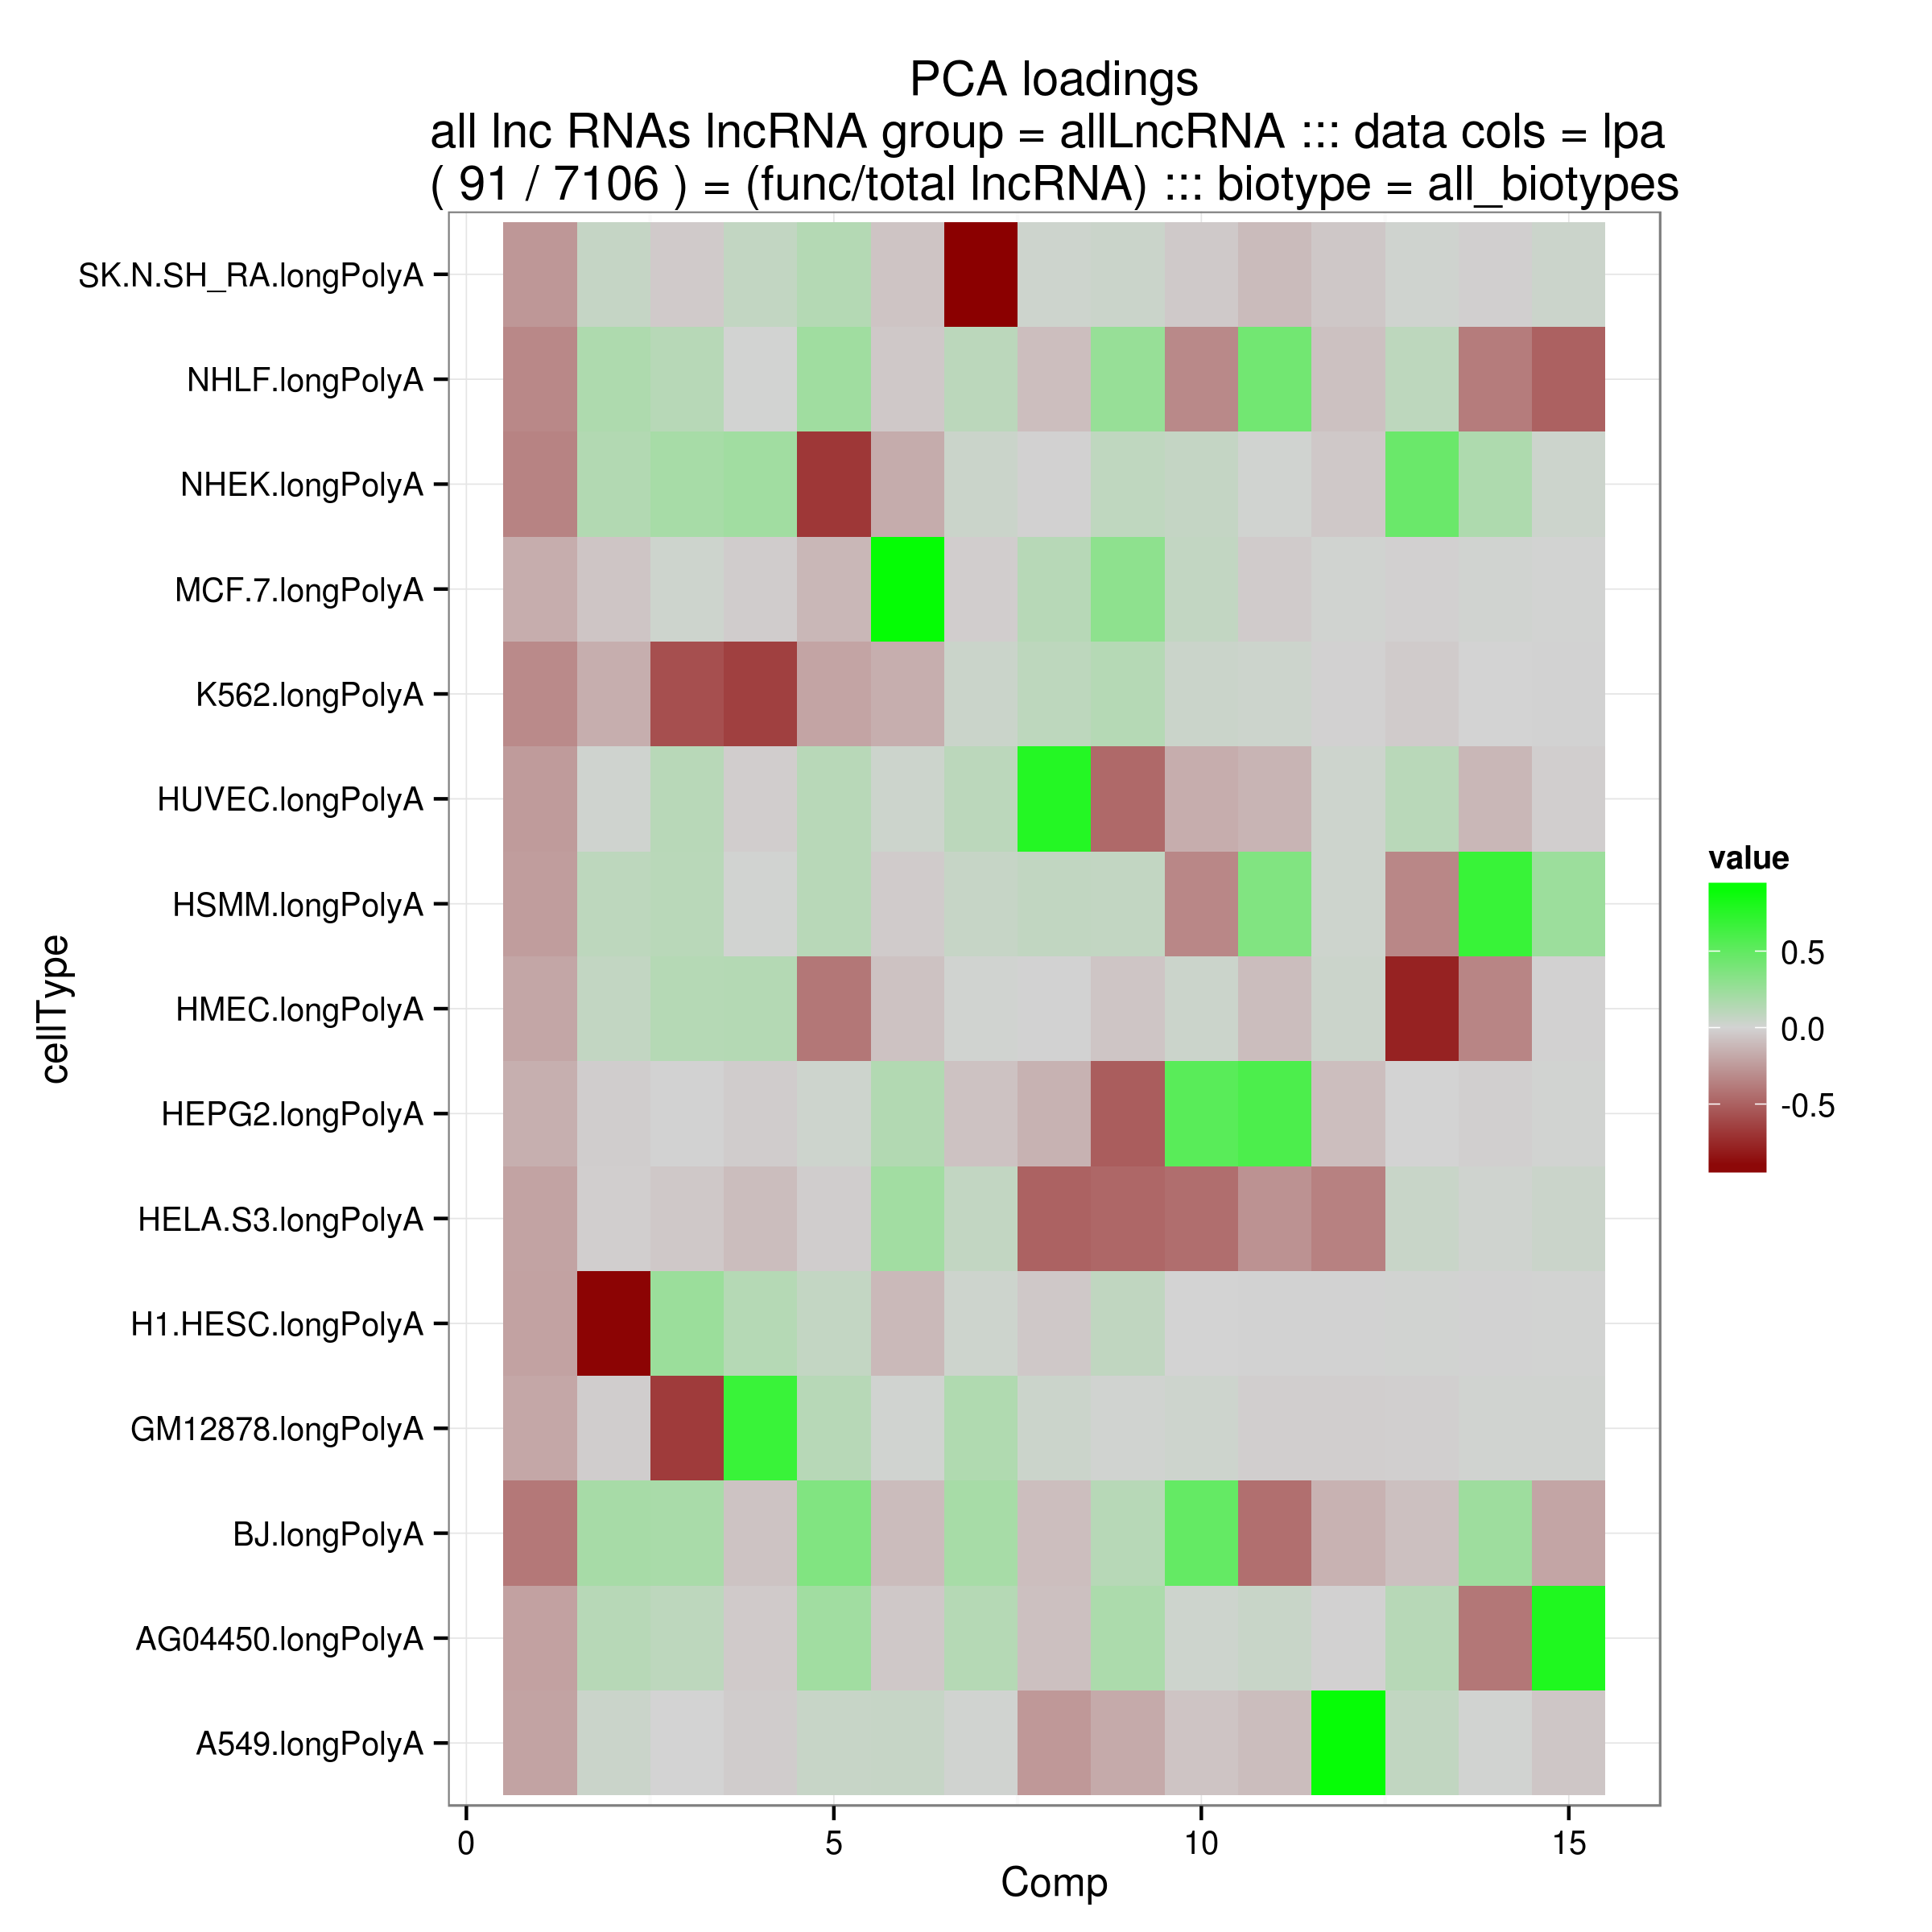 PCA loadings
all lnc RNAs lncRNA group = allLncRNA ::: data cols = lpa
( 91 / 7106 ) = (func/total lncRNA) ::: biotype = all_biotypes
SK.N.SH_RA.longPolyA
NHLF.longPolyA
NHEK.longPolyA
MCF.7.longPolyA
K562.longPolyA
HUVEC.longPolyA
HSMM.longPolyA
HMEC.longPolyA
HEPG2.longPolyA
HELA.S3.longPolyA
H1.HESC.longPolyA
GM12878.longPolyA
BJ.longPolyA
AG04450.longPolyA
A549.longPolyA
cellType
0 5 10 15
Comp
value
0.5
0.0
-0.5